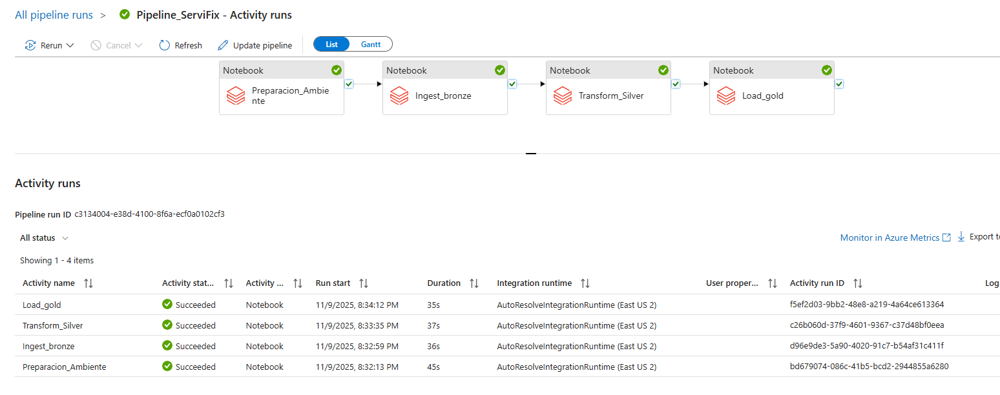 All pipeline runs > Pipeline_ServiFix - Activity runs
Rerun Cancel Refresh Update pipeline List Gantt
Notebook Notebook Notebook Notebook
Preparacion_Ambie
nte
Ingest_bronze
Transform_Silver
Load_gold
Activity runs
Pipeline run ID c3134004-e38d-4100-8f6a-ecf0a0102cf3
All status
Monitor in Azure Metrics Export to
Showing 1 - 4 items
Activity name Activity stat... Activity ... Run start Duration Integration runtime User proper... Activity run ID Log
Load_gold Succeeded Notebook 11/9/2025, 8:34:12 PM 35s AutoResolveIntegrationRuntime (East US 2) f5ef2d03-9bb2-48e8-a219-4a64ce613364
Transform_Silver Succeeded Notebook 11/9/2025, 8:33:35 PM 37s AutoResolveIntegrationRuntime (East US 2) c26b060d-37f9-4601-9367-c37d48bf0eea
Ingest_bronze Succeeded Notebook 11/9/2025, 8:32:59 PM 36s AutoResolveIntegrationRuntime (East US 2) d96e9de3-5a90-4020-91c7-b54af31c411f
Preparacion_Ambiente Succeeded Notebook 11/9/2025, 8:32:13 PM 45s AutoResolveIntegrationRuntime (East US 2) bd679074-086c-41b5-bcd2-2944855a6280